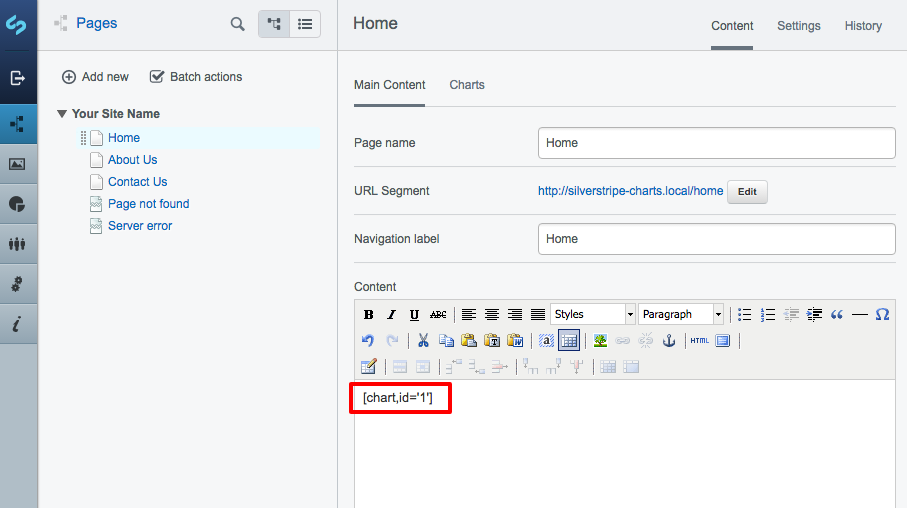 Pages
Home
Content
Settings
History
Add new
Batch actions
Your Site Name
Home
About Us
Contact Us
Page not found
Server error
Main Content
Charts
Page name
Home
URL Segment
http://silverstripe-charts.local/home
Edit
Navigation label
Home
Content
B I U ABC
Styles
Paragraph
HTML
[chart,id='1']